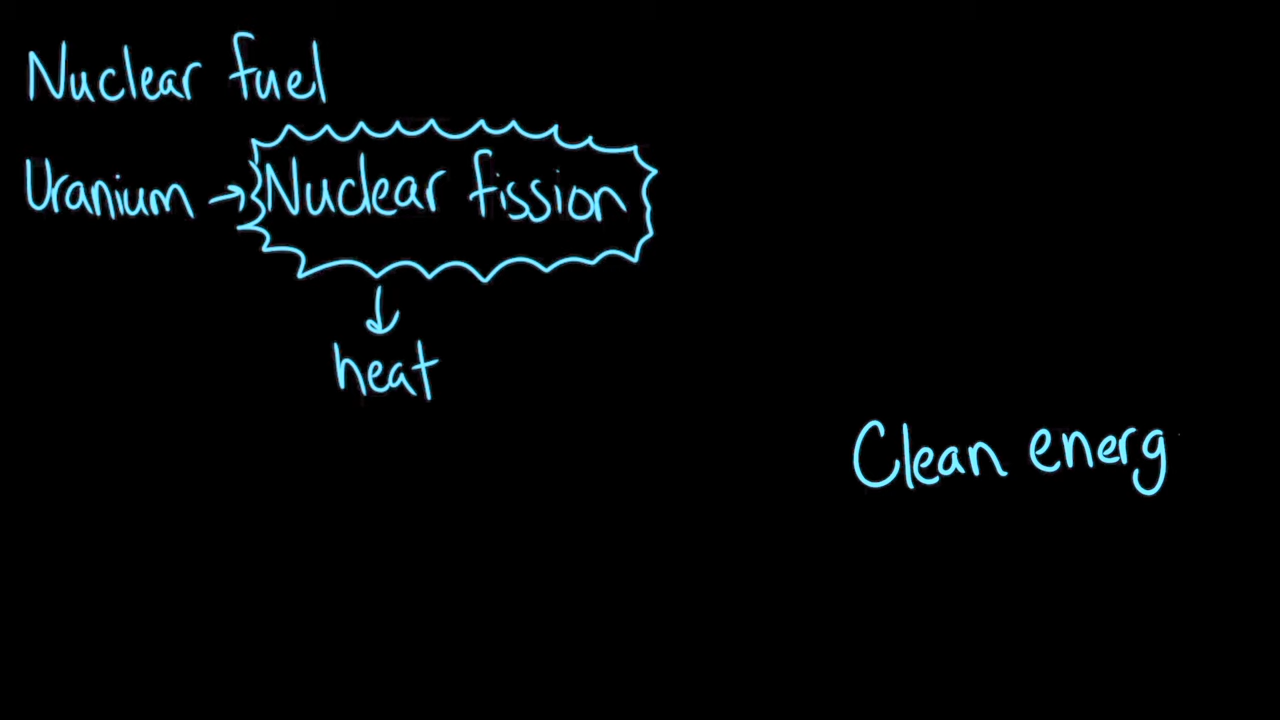 Nuclear fuel
Uranium → Nuclear fission
heat
Clean energ